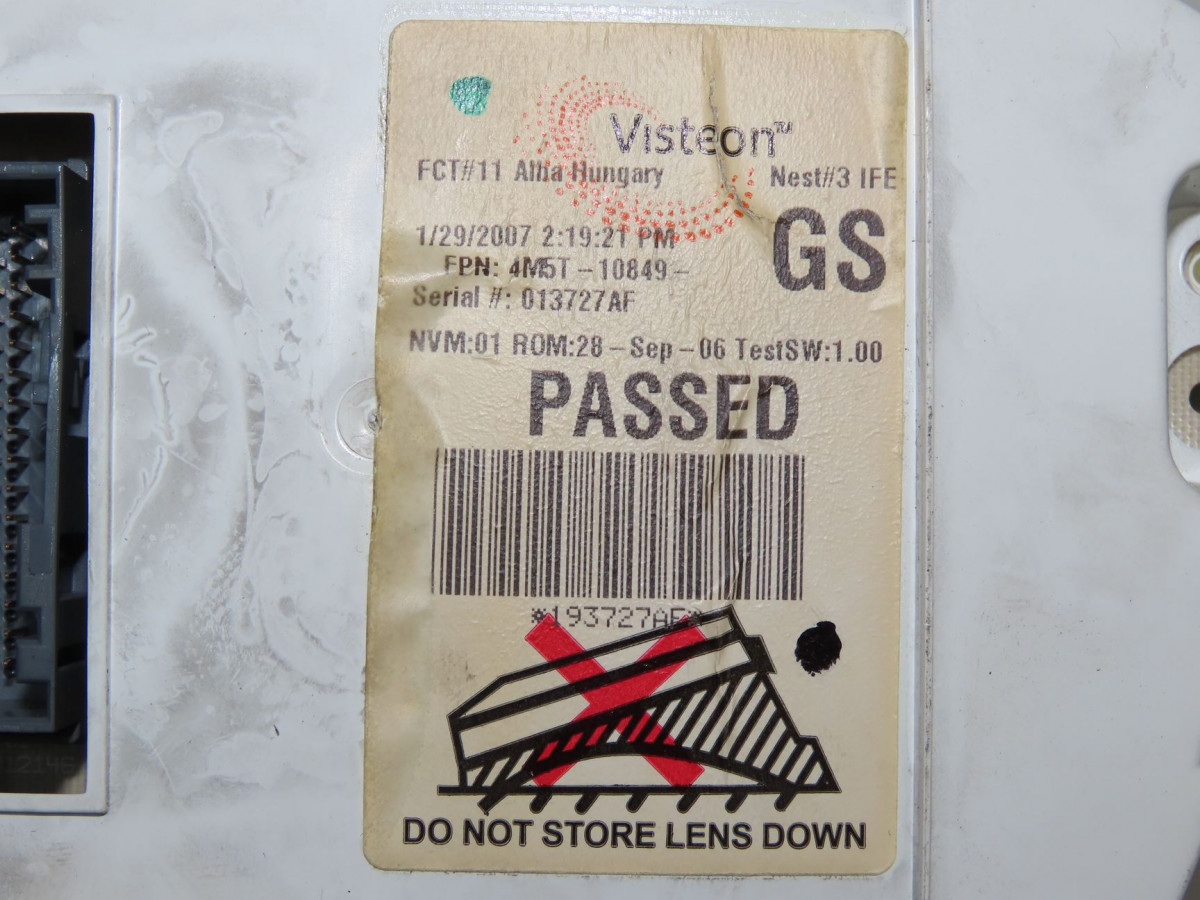 Visteon™
FCT#11 Alba Hungary Nest#3 IFE
1/29/2007 2:19:21 PM
GS
FPN: 4M5T-10849-
Serial #: 013727AF
NVM:01 ROM:28-Sep-06 TestSW:1.00
PASSED
*193727AF*
DO NOT STORE LENS DOWN